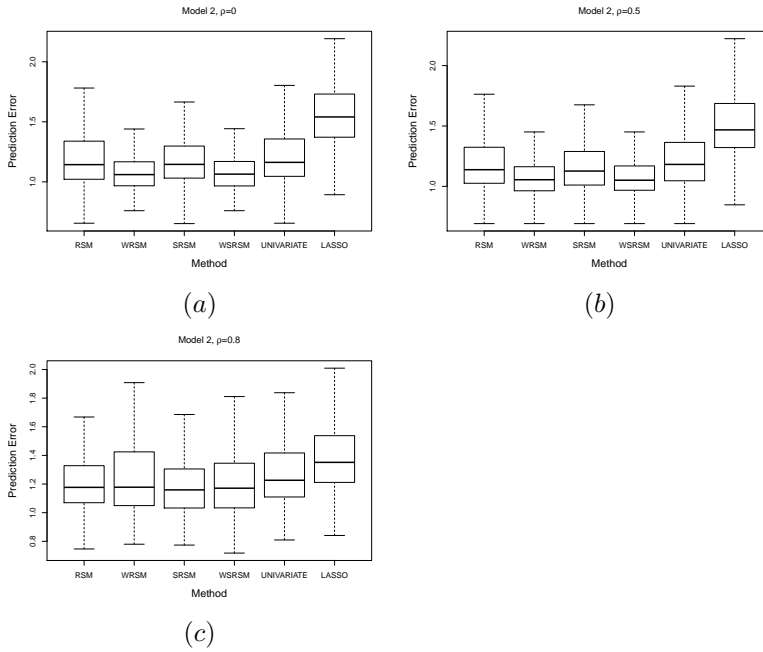 Model 2, ρ=0
Prediction Error
2.0
1.5
1.0
RSM WRSM SRSM WSRSM UNIVARIATE LASSO
Method
(a)
Model 2, ρ=0.5
Prediction Error
2.0
1.5
1.0
RSM WRSM SRSM WSRSM UNIVARIATE LASSO
Method
(b)
Model 2, ρ=0.8
Prediction Error
2.0
1.8
1.6
1.4
1.2
1.0
0.8
RSM WRSM SRSM WSRSM UNIVARIATE LASSO
Method
(c)